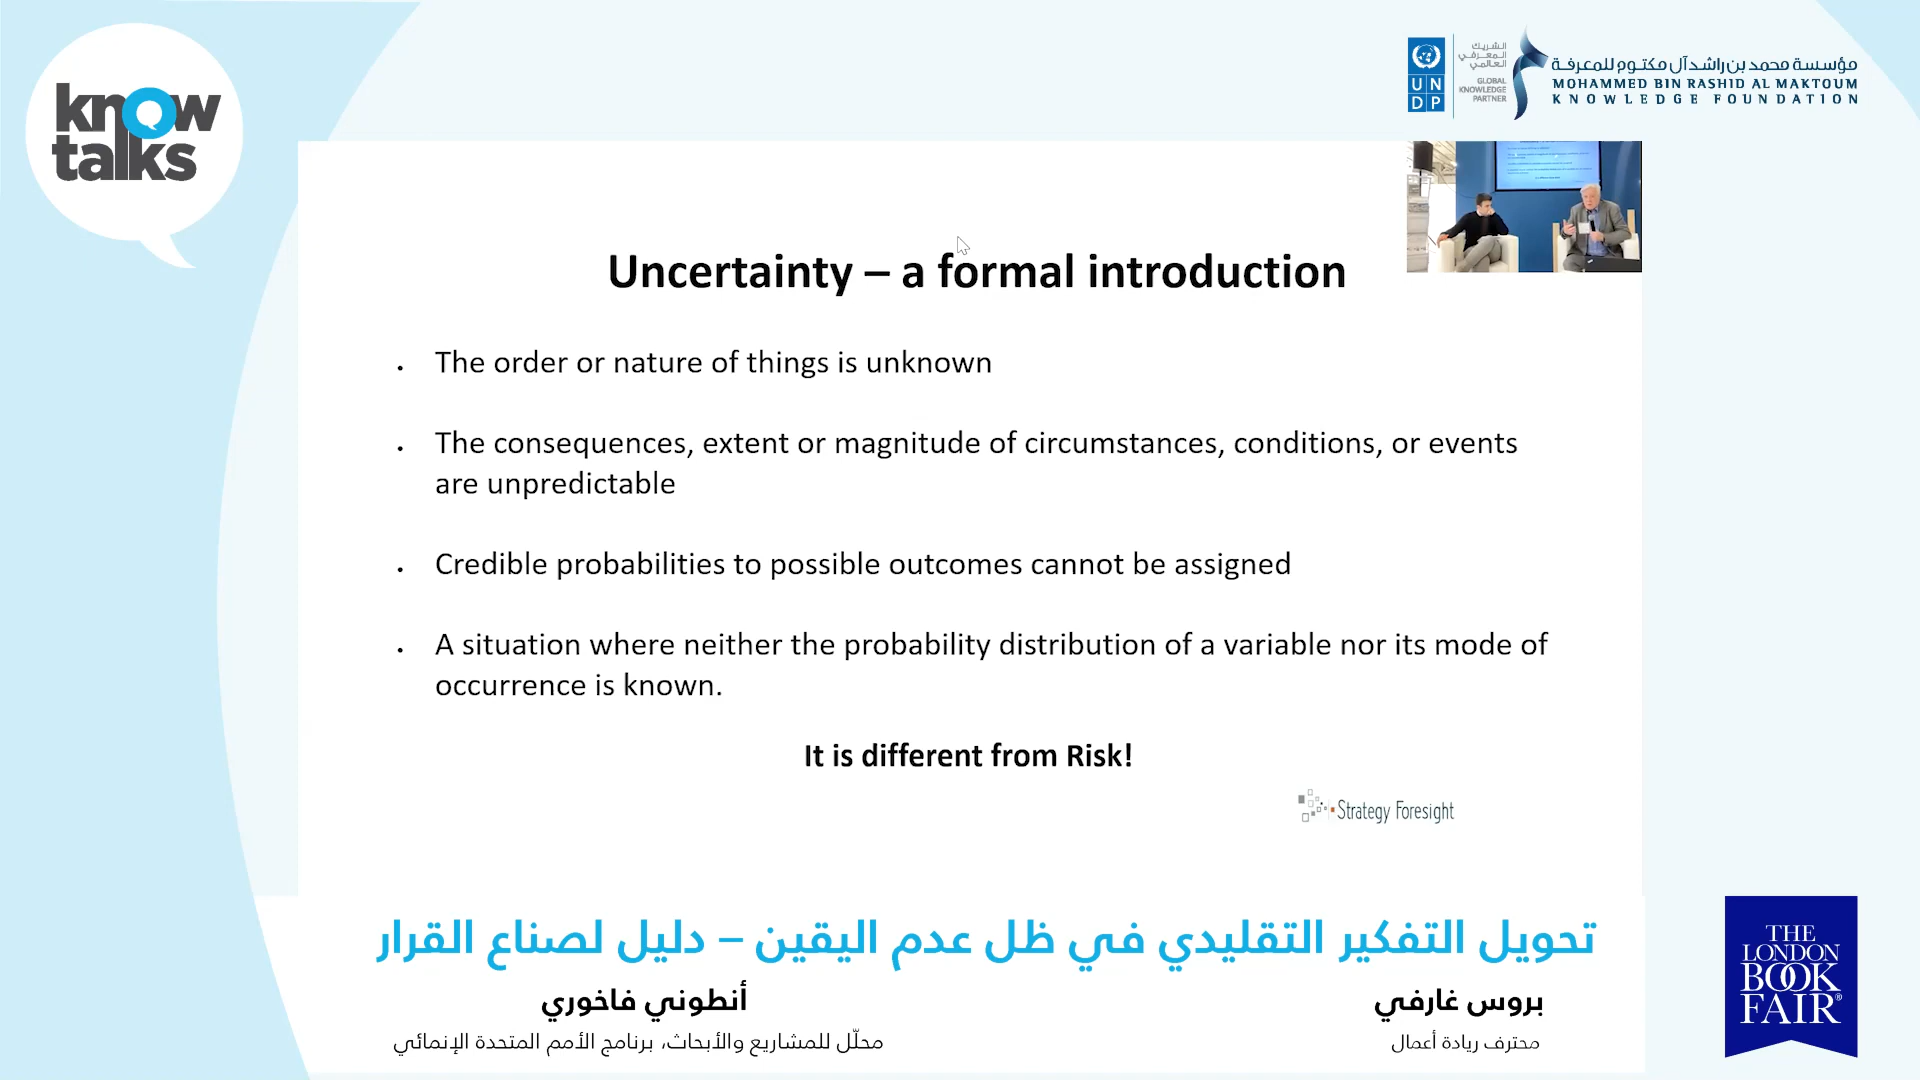 know
talks
الشريك
المعرفي
العالمي
GLOBAL
KNOWLEDGE
PARTNER
U N
D P
مؤسسة محمد بن راشد آل مكتوم للمعرفة
MOHAMMED BIN RASHID AL MAKTOUM
KNOWLEDGE FOUNDATION
Uncertainty – a formal introduction
• The order or nature of things is unknown
• The consequences, extent or magnitude of circumstances, conditions, or events
are unpredictable
• Credible probabilities to possible outcomes cannot be assigned
• A situation where neither the probability distribution of a variable nor its mode of
occurrence is known.
It is different from Risk!
Strategy Foresight
تحويل التفكير التقليدي في ظل عدم اليقين – دليل لصناع القرار
بروس غارفي
محترف ريادة أعمال
أنطوني فاخوري
محلّل للمشاريع والأبحاث، برنامج الأمم المتحدة الإنمائي
THE
LONDON
BOOK
FAIR®